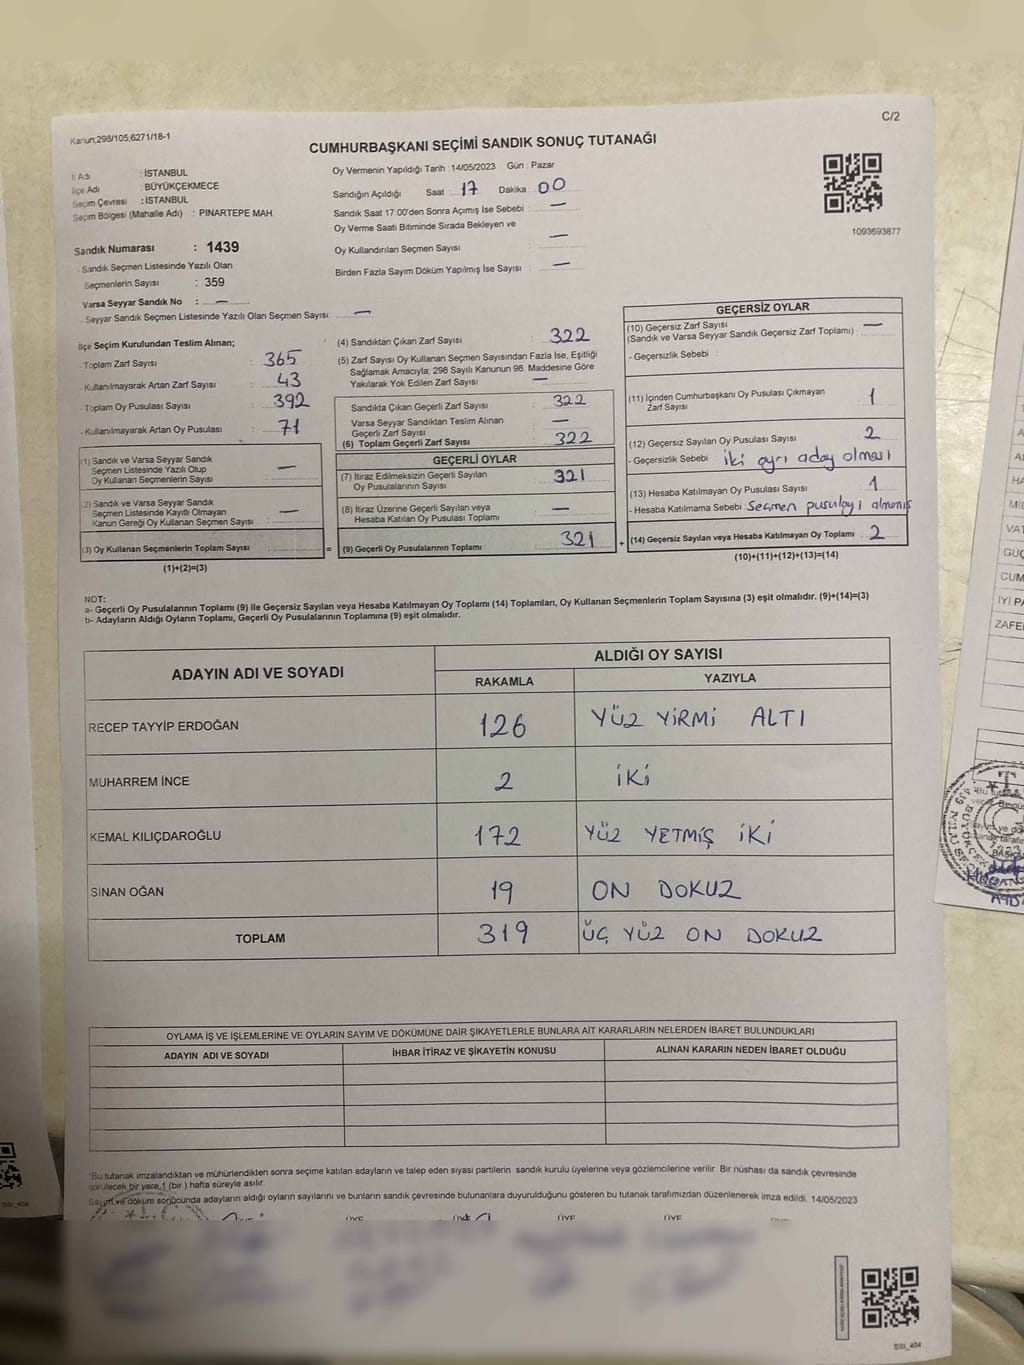 C/2
Kanun;298/105;6271/18-1
CUMHURBAŞKANI SEÇİMİ SANDIK SONUÇ TUTANAĞI
İl Adı : İSTANBUL
İlçe Adı : BÜYÜKÇEKMECE
Seçim Çevresi : İSTANBUL
Seçim Bölgesi (Mahalle Adı) : PINARTEPE MAH.
Sandık Numarası : 1439
- Sandık Seçmen Listesinde Yazılı Olan
Seçmenlerin Sayısı : 359
Varsa Seyyar Sandık No : —
- Seyyar Sandık Seçmen Listesinde Yazılı Olan Seçmen Sayısı: —
Oy Vermenin Yapıldığı Tarih : 14/05/2023 Gün : Pazar
Sandığın Açıldığı Saat : 17 Dakika : 00
Sandık Saat 17:00'den Sonra Açımış İse Sebebi : —
Oy Verme Saati Bitiminde Sırada Bekleyen ve
Oy Kullandırılan Seçmen Sayısı : —
Birden Fazla Sayım Döküm Yapılmış İse Sayısı : —
1093693877
İlçe Seçim Kurulundan Teslim Alınan;
- Toplam Zarf Sayısı : 365
- Kullanılmayarak Artan Zarf Sayısı : 43
- Toplam Oy Pusulası Sayısı : 392
- Kullanılmayarak Artan Oy Pusulası : 71
(1) Sandık ve Varsa Seyyar Sandık
Seçmen Listesinde Yazılı Olup
Oy Kullanan Seçmenlerin Sayısı : —
(2) Sandık ve Varsa Seyyar Sandık
Seçmen Listesinde Kayıtlı Olmayan
Kanun Gereği Oy Kullanan Seçmen Sayısı : —
(3) Oy Kullanan Seçmenlerin Toplam Sayısı :
(1)+(2)=(3)
(4) Sandıktan Çıkan Zarf Sayısı : 322
(5) Zarf Sayısı Oy Kullanan Seçmen Sayısından Fazla İse, Eşitliği
Sağlamak Amacıyla; 298 Sayılı Kanunun 98. Maddesine Göre
Yakılarak Yok Edilen Zarf Sayısı : —
Sandıkta Çıkan Geçerli Zarf Sayısı : 322
Varsa Seyyar Sandıktan Teslim Alınan
Geçerli Zarf Sayısı : —
(6) Toplam Geçerli Zarf Sayısı : 322
GEÇERLİ OYLAR
(7) İtiraz Edilmeksizin Geçerli Sayılan
Oy Pusulalarının Sayısı : 321
(8) İtiraz Üzerine Geçerli Sayılan veya
Hesaba Katılan Oy Pusulası Toplamı : —
= (9) Geçerli Oy Pusulalarının Toplamı : 321
GEÇERSİZ OYLAR
(10) Geçersiz Zarf Sayısı : —
(Sandık ve Varsa Seyyar Sandık Geçersiz Zarf Toplamı)
- Geçersizlik Sebebi :
(11) İçinden Cumhurbaşkanı Oy Pusulası Çıkmayan
Zarf Sayısı : 1
(12) Geçersiz Sayılan Oy Pusulası Sayısı : 2
- Geçersizlik Sebebi : iki ayrı aday olması
(13) Hesaba Katılmayan Oy Pusulası Sayısı : 1
- Hesaba Katılmama Sebebi : Seçmen pusulayı almamış
+ (14) Geçersiz Sayılan veya Hesaba Katılmayan Oy Toplamı : 2
(10)+(11)+(12)+(13)=(14)
NOT:
a- Geçerli Oy Pusulalarının Toplamı (9) ile Geçersiz Sayılan veya Hesaba Katılmayan Oy Toplamı (14) Toplamları, Oy Kullanan Seçmenlerin Toplam Sayısına (3) eşit olmalıdır. (9)+(14)=(3)
b- Adayların Aldığı Oyların Toplamı, Geçerli Oy Pusulalarının Toplamına (9) eşit olmalıdır.
ADAYIN ADI VE SOYADI ALDIĞI OY SAYISI
RAKAMLA YAZIYLA
RECEP TAYYİP ERDOĞAN 126 YÜZ YİRMİ ALTI
MUHARREM İNCE 2 İKİ
KEMAL KILIÇDAROĞLU 172 YÜZ YETMİŞ İKİ
SİNAN OĞAN 19 ON DOKUZ
TOPLAM 319 ÜÇ YÜZ ON DOKUZ
OYLAMA İŞ VE İŞLEMLERİNE VE OYLARIN SAYIM VE DÖKÜMÜNE DAİR ŞİKAYETLERLE BUNLARA AİT KARARLARIN NELERDEN İBARET BULUNDUKLARI
ADAYIN ADI VE SOYADI İHBAR İTİRAZ VE ŞİKAYETİN KONUSU ALINAN KARARIN NEDEN İBARET OLDUĞU
*Bu tutanak imzalandıktan ve mühürlendikten sonra seçime katılan adayların ve talep eden siyasi partilerin sandık kurulu üyelerine veya gözlemcilerine verilir. Bir nüshası da sandık çevresinde
görülecek bir yere 1 (bir) hafta süreyle asılır.
Sayım ve döküm sonucunda adayların aldığı oyların sayılarını ve bunların sandık çevresinde bulunanlara duyurulduğunu gösteren bu tutanak tarafımızdan düzenlenerek imza edildi. 14/05/2023
ÜYE ÜYE ÜYE ÜYE
SSI_404